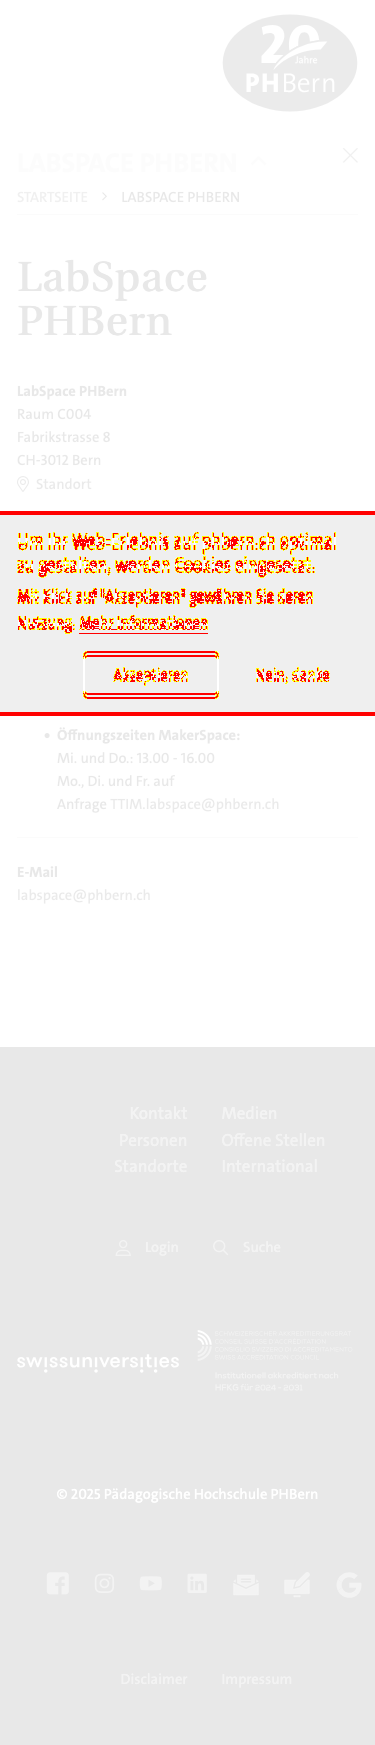 20
Jahre
PHBern
LABSPACE PHBERN
STARTSEITE > LABSPACE PHBERN
LabSpace
PHBern
LabSpace PHBern
Raum C004
Fabrikstrasse 8
CH-3012 Bern
Standort
Um Ihr Web-Erlebnis auf phbern.ch optimal
zu gestalten, werden Cookies eingesetzt.
Mit Klick auf "Akzeptieren" gewähren Sie deren
Nutzung. Mehr Informationen
Akzeptieren Nein, danke
• Öffnungszeiten MakerSpace:
Mi. und Do.: 13.00 - 16.00
Mo., Di. und Fr. auf
Anfrage TTIM.labspace@phbern.ch
E-Mail
labspace@phbern.ch
Kontakt Medien
Personen Offene Stellen
Standorte International
Login Suche
swissuniversities
HFKG für 2024 - 2031
© 2025 Pädagogische Hochschule PHBern
Disclaimer Impressum